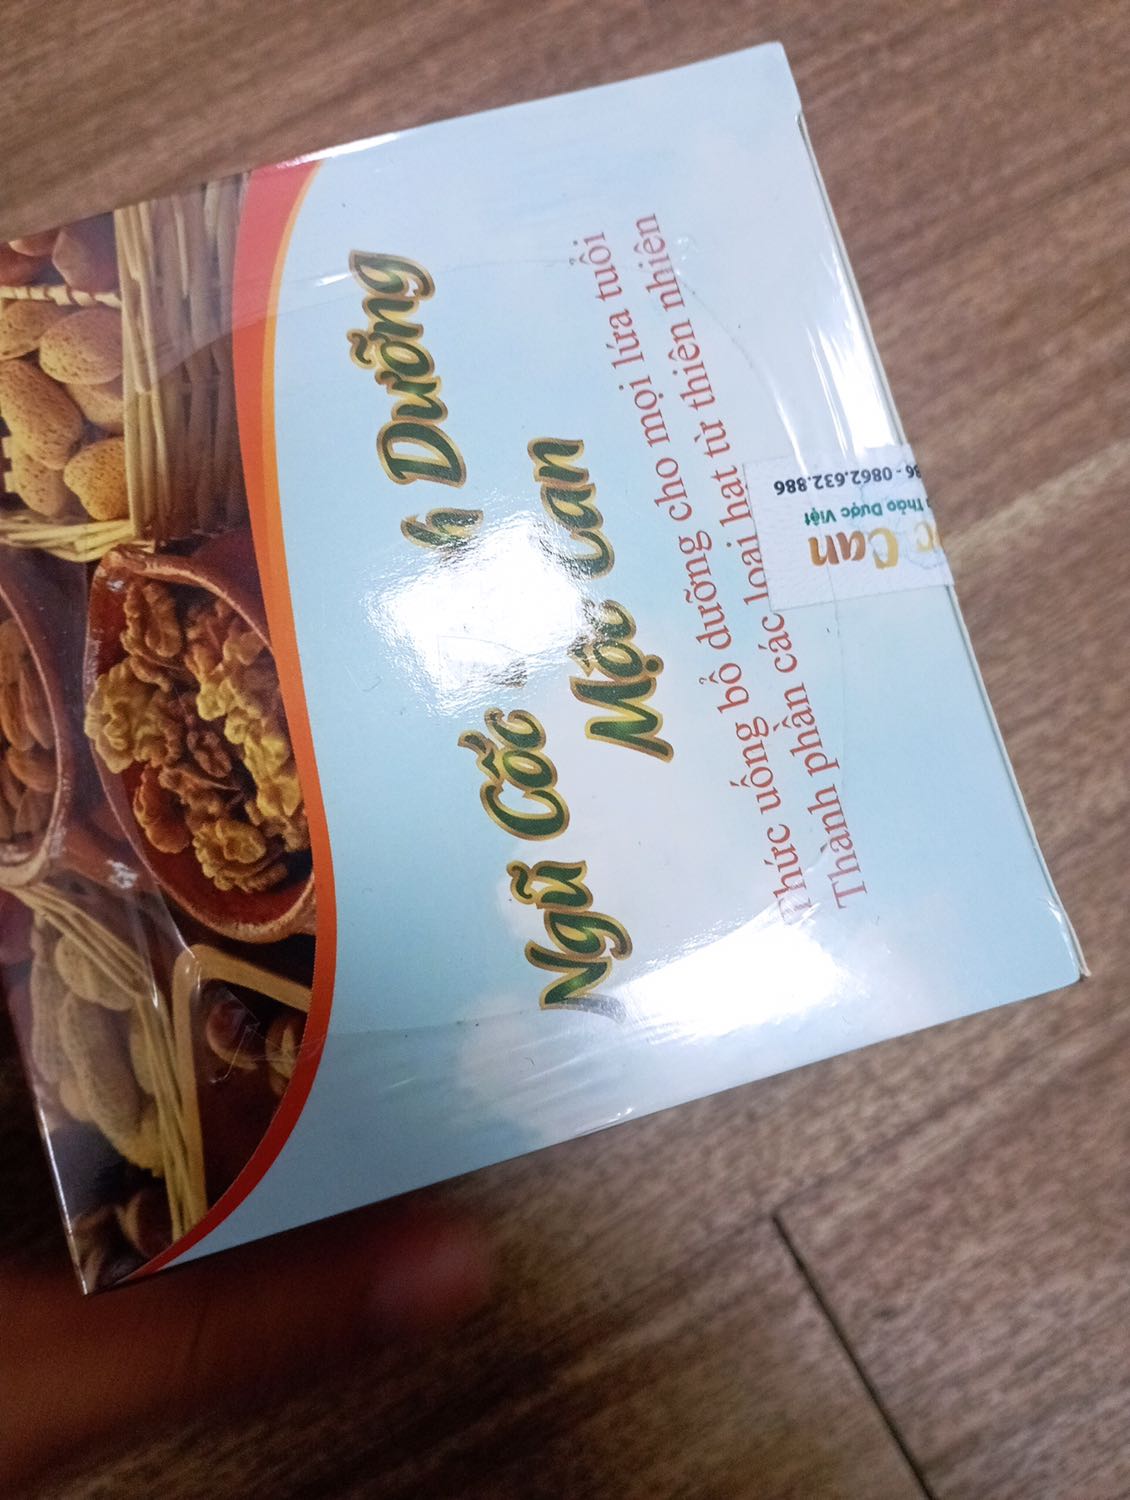 Ngũ Cốc h Dưỡng
Mộc Can
Thức uống bổ dưỡng cho mọi lứa tuổi
Thành phần các loại hạt từ thiên nhiên
c Can
Thảo Dược Việt
86 - 0862.632.886